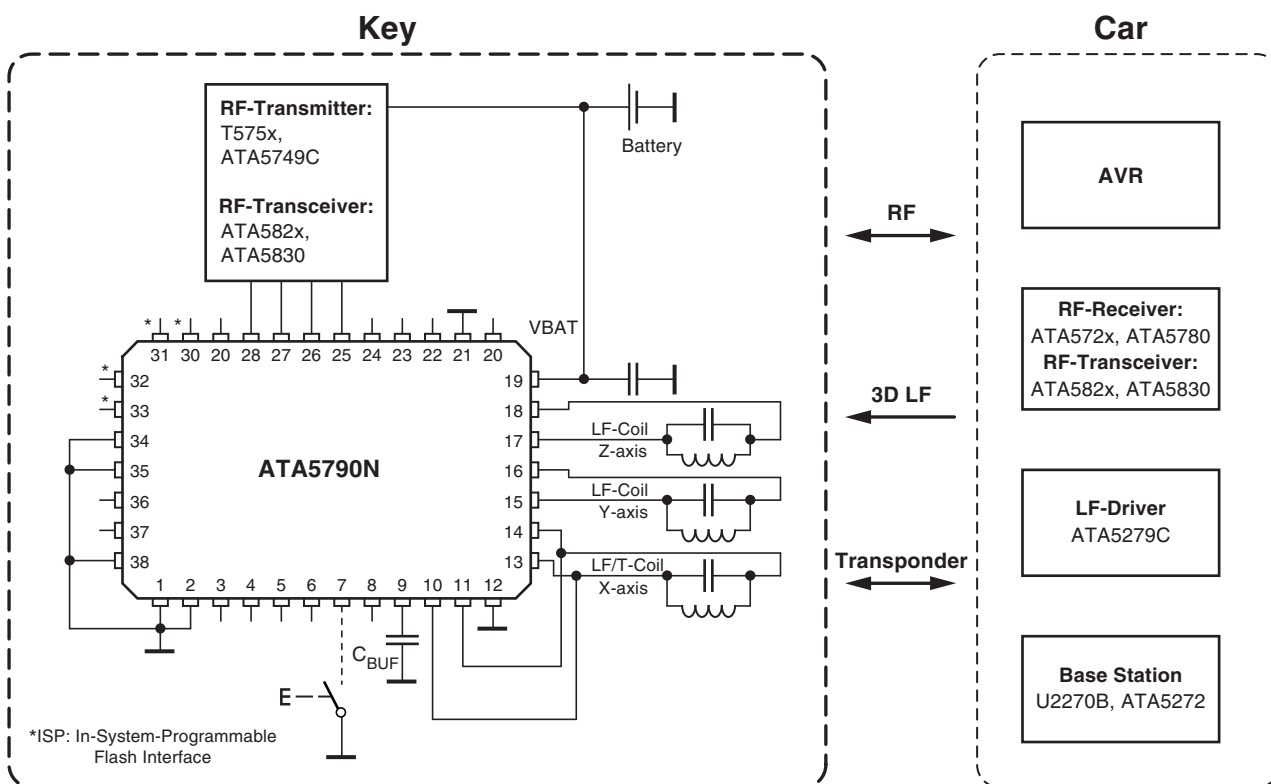 Key
Car
RF-Transmitter:
T575x,
ATA5749C
RF-Transceiver:
ATA582x,
ATA5830
Battery
VBAT
* *
31 30 20 28 27 26 25 24 23 22 21 20
*
32
*
33
34
35
36
37
38
ATA5790N
19
18
17
16
15
14
13
1 2 3 4 5 6 7 8 9 10 11 12
LF-Coil
Z-axis
LF-Coil
Y-axis
LF/T-Coil
X-axis
CBUF
E
*ISP: In-System-Programmable
Flash Interface
RF
3D LF
Transponder
AVR
RF-Receiver:
ATA572x, ATA5780
RF-Transceiver:
ATA582x, ATA5830
LF-Driver
ATA5279C
Base Station
U2270B, ATA5272